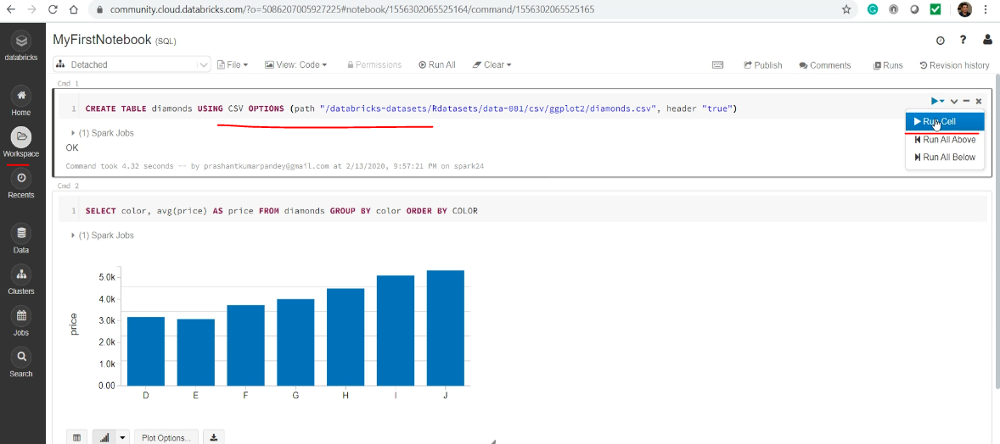 community.cloud.databricks.com/?o=5086207005927225#notebook/1556302065525164/command/1556302065525165
databricks
Home
Workspace
Recents
Data
Clusters
Jobs
Search
MyFirstNotebook (SQL)
Detached File View: Code Permissions Run All Clear Publish Comments Runs Revision history
Cmd 1
1 CREATE TABLE diamonds USING CSV OPTIONS (path "/databricks-datasets/Rdatasets/data-001/csv/ggplot2/diamonds.csv", header "true")
Run Cell
Run All Above
Run All Below
(1) Spark Jobs
OK
Command took 4.32 seconds -- by prashantkumarpandey@gmail.com at 2/13/2020, 9:57:21 PM on spark24
Cmd 2
1 SELECT color, avg(price) AS price FROM diamonds GROUP BY color ORDER BY COLOR
(1) Spark Jobs
price
5.0k
4.0k
3.0k
2.0k
1.0k
0.00
D E F G H I J
Plot Options...